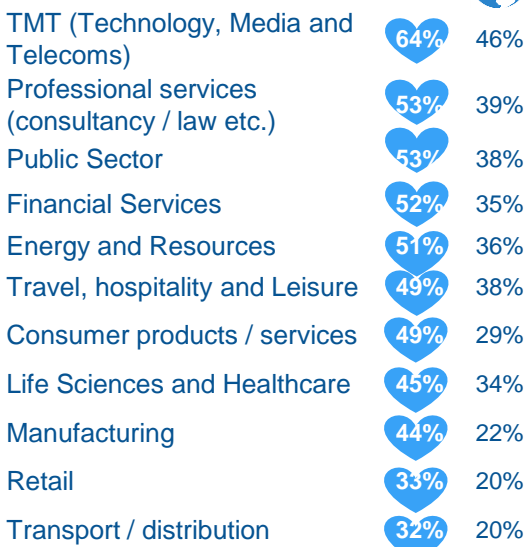 TMT (Technology, Media and
Telecoms) 64% 46%
Professional services
(consultancy / law etc.) 53% 39%
Public Sector 53% 38%
Financial Services 52% 35%
Energy and Resources 51% 36%
Travel, hospitality and Leisure 49% 38%
Consumer products / services 49% 29%
Life Sciences and Healthcare 45% 34%
Manufacturing 44% 22%
Retail 33% 20%
Transport / distribution 32% 20%